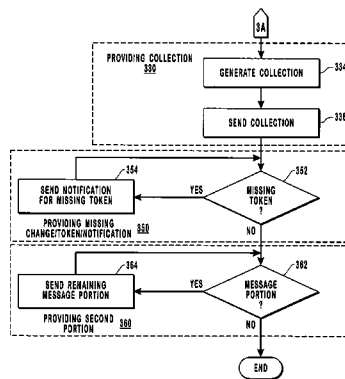 3A
PROVIDING COLLECTION
330
GENERATE COLLECTION
334
SEND COLLECTION
336
354
352
SEND NOTIFICATION
FOR MISSING TOKEN
YES
MISSING
TOKEN
?
PROVIDING MISSING
CHANGE/TOKEN/NOTIFICATION 350
NO
364
362
SEND REMAINING
MESSAGE PORTION
YES
MESSAGE
PORTION
?
PROVIDING SECOND
PORTION 360
NO
END